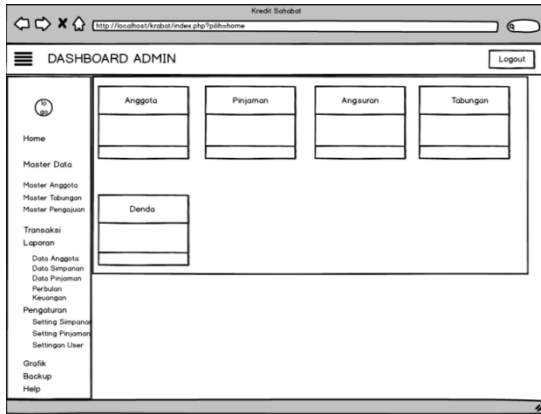 Kredit Sahabat
http://localhost/krabat/index.php?pilih=home
DASHBOARD ADMIN
Logout
lo
go
Home
Master Data
Master Anggota
Master Tabungan
Master Pengajuan
Transaksi
Laporan
Data Anggota
Data Simpanan
Data Pinjaman
Perbulan
Keuangan
Pengaturan
Setting Simpanan
Setting Pinjaman
Settingan User
Grafik
Backup
Help
Anggota
Pinjaman
Angsuran
Tabungan
Denda